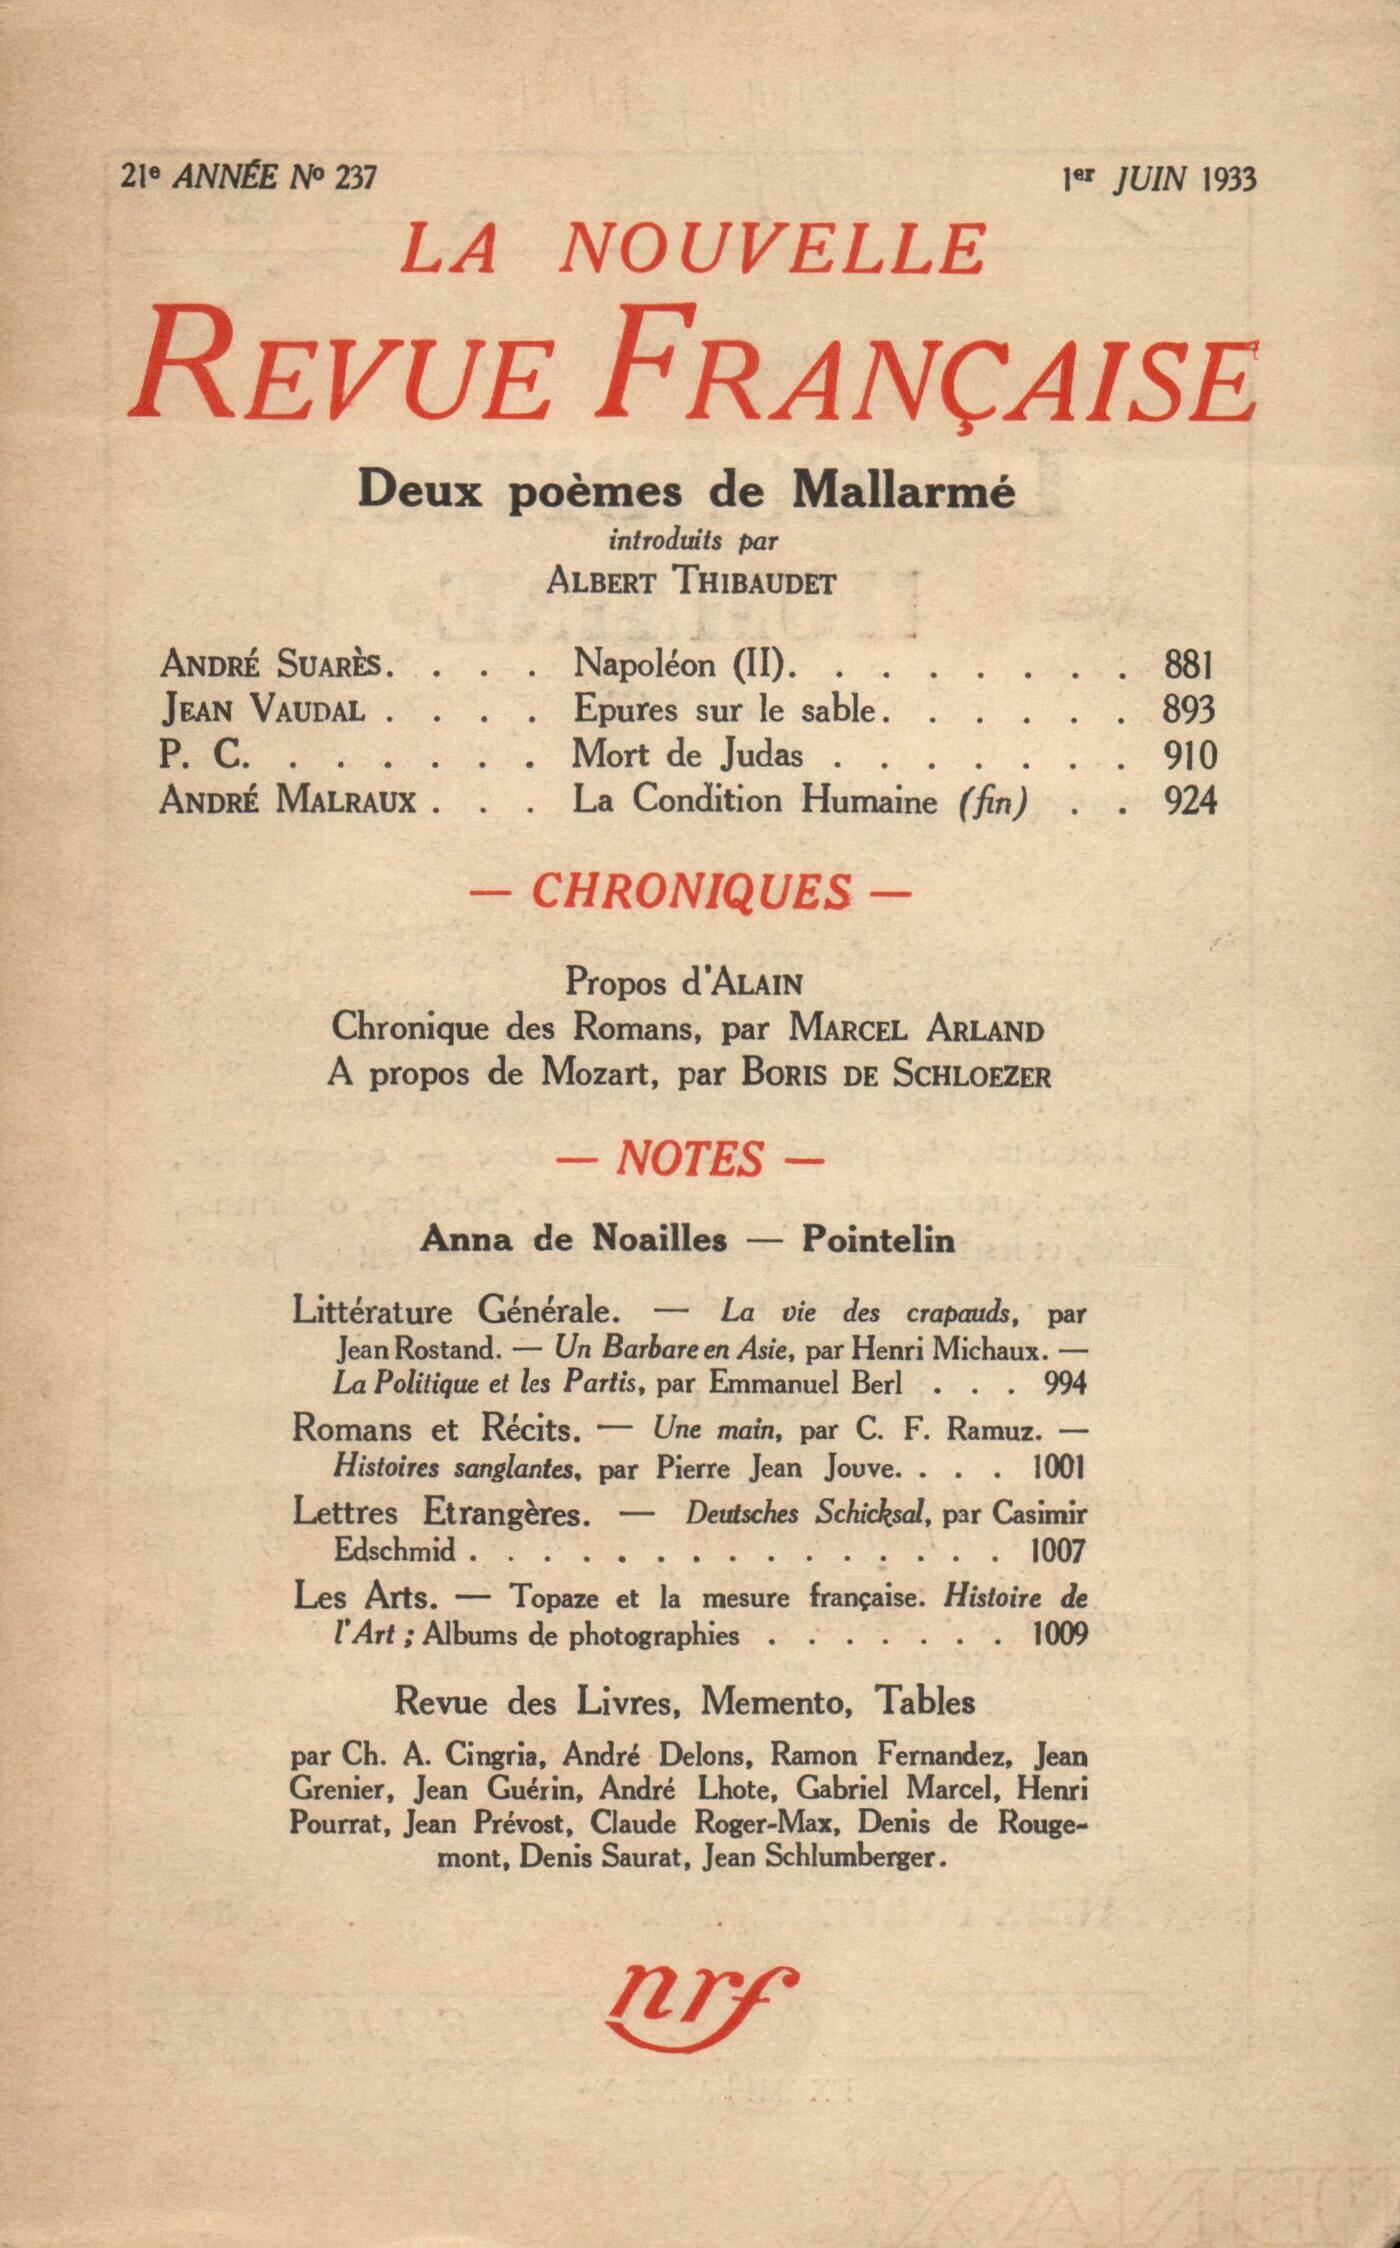 21e ANNÉE No 237
1er JUIN 1933
LA NOUVELLE
REVUE FRANÇAISE
Deux poèmes de Mallarmé
introduits par
ALBERT THIBAUDET
ANDRÉ SUARÈS. . . . Napoléon (II). . . . . . . . 881
JEAN VAUDAL . . . . Epures sur le sable. . . . . . 893
P. C. . . . . . . Mort de Judas . . . . . . . 910
ANDRÉ MALRAUX . . . La Condition Humaine (fin) . . 924
— CHRONIQUES —
Propos d'ALAIN
Chronique des Romans, par MARCEL ARLAND
A propos de Mozart, par BORIS DE SCHLOEZER
— NOTES —
Anna de Noailles — Pointelin
Littérature Générale. — La vie des crapauds, par
Jean Rostand. — Un Barbare en Asie, par Henri Michaux. —
La Politique et les Partis, par Emmanuel Berl . . . 994
Romans et Récits. — Une main, par C. F. Ramuz. —
Histoires sanglantes, par Pierre Jean Jouve. . . . 1001
Lettres Etrangères. — Deutsches Schicksal, par Casimir
Edschmid . . . . . . . . . . . . . . . 1007
Les Arts. — Topaze et la mesure française. Histoire de
l'Art ; Albums de photographies . . . . . . . 1009
Revue des Livres, Memento, Tables
par Ch. A. Cingria, André Delons, Ramon Fernandez, Jean
Grenier, Jean Guérin, André Lhote, Gabriel Marcel, Henri
Pourrat, Jean Prévost, Claude Roger-Max, Denis de Rouge-
mont, Denis Saurat, Jean Schlumberger.
nrf